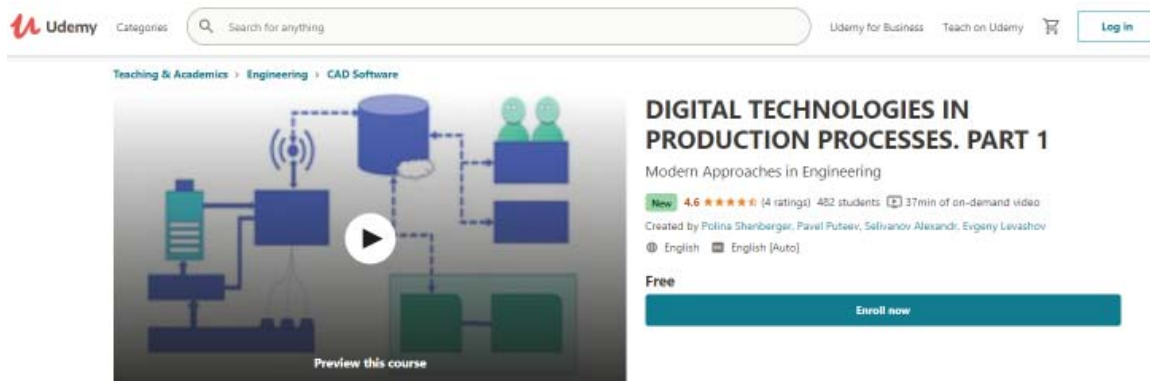 Udemy Categories Search for anything Udemy for Business Teach on Udemy Log in
Teaching & Academics > Engineering > CAD Software
DIGITAL TECHNOLOGIES IN
PRODUCTION PROCESSES. PART 1
Modern Approaches in Engineering
New 4.6 (4 ratings) 482 students 37min of on-demand video
Created by Polina Shenberger, Pavel Puteev, Selivanov Alexandr, Evgeny Levashov
English English [Auto]
Free
Enroll now
Preview this course